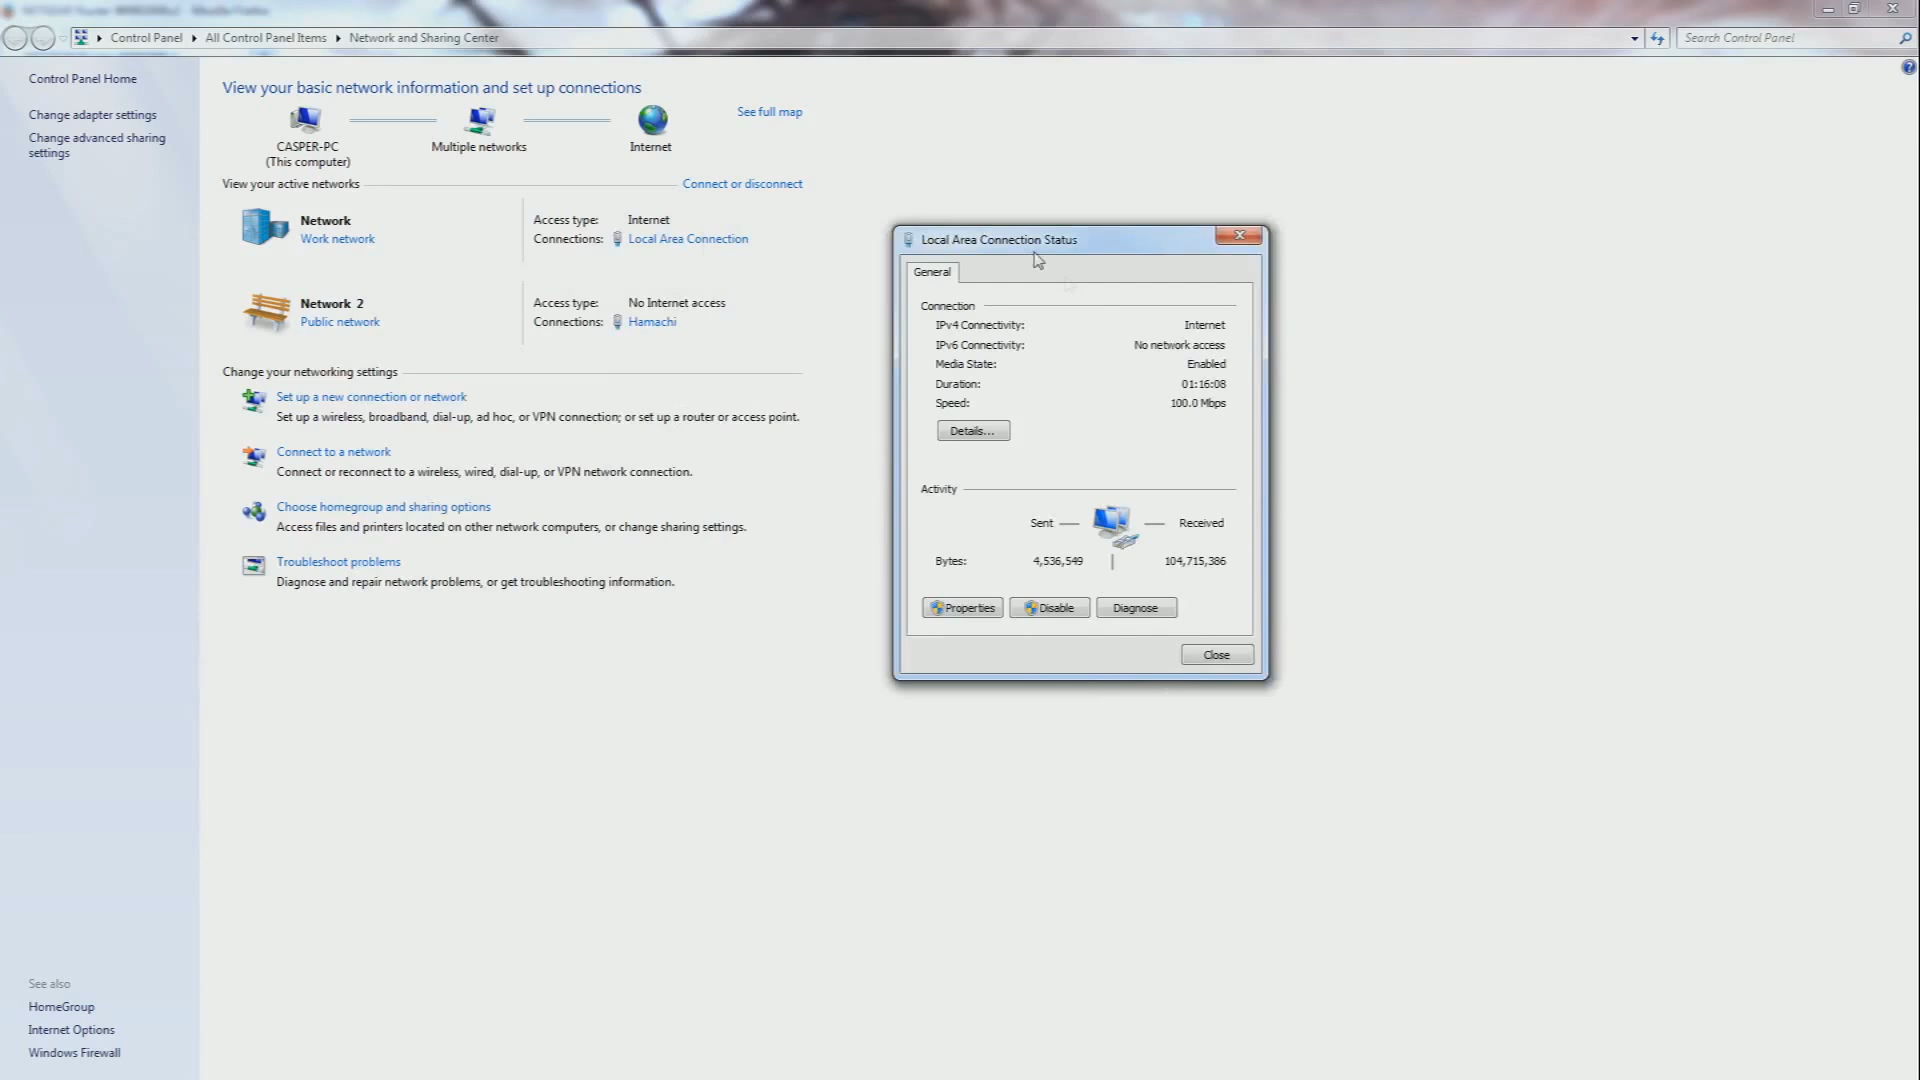 Control Panel
All Control Panel Items
Network and Sharing Center
Search Control Panel
Control Panel Home
Change adapter settings
Change advanced sharing
settings
See also
HomeGroup
Internet Options
Windows Firewall
View your basic network information and set up connections
See full map
CASPER-PC
(This computer)
Multiple networks
Internet
View your active networks
Connect or disconnect
Network
Work network
Access type: Internet
Connections: Local Area Connection
Network 2
Public network
Access type: No Internet access
Connections: Hamachi
Change your networking settings
Set up a new connection or network
Set up a wireless, broadband, dial-up, ad hoc, or VPN connection; or set up a router or access point.
Connect to a network
Connect or reconnect to a wireless, wired, dial-up, or VPN network connection.
Choose homegroup and sharing options
Access files and printers located on other network computers, or change sharing settings.
Troubleshoot problems
Diagnose and repair network problems, or get troubleshooting information.
Local Area Connection Status
General
Connection
IPv4 Connectivity: Internet
IPv6 Connectivity: No network access
Media State: Enabled
Duration: 01:16:08
Speed: 100.0 Mbps
Details...
Activity
Sent
Received
Bytes: 4,536,549 104,715,386
Properties
Disable
Diagnose
Close